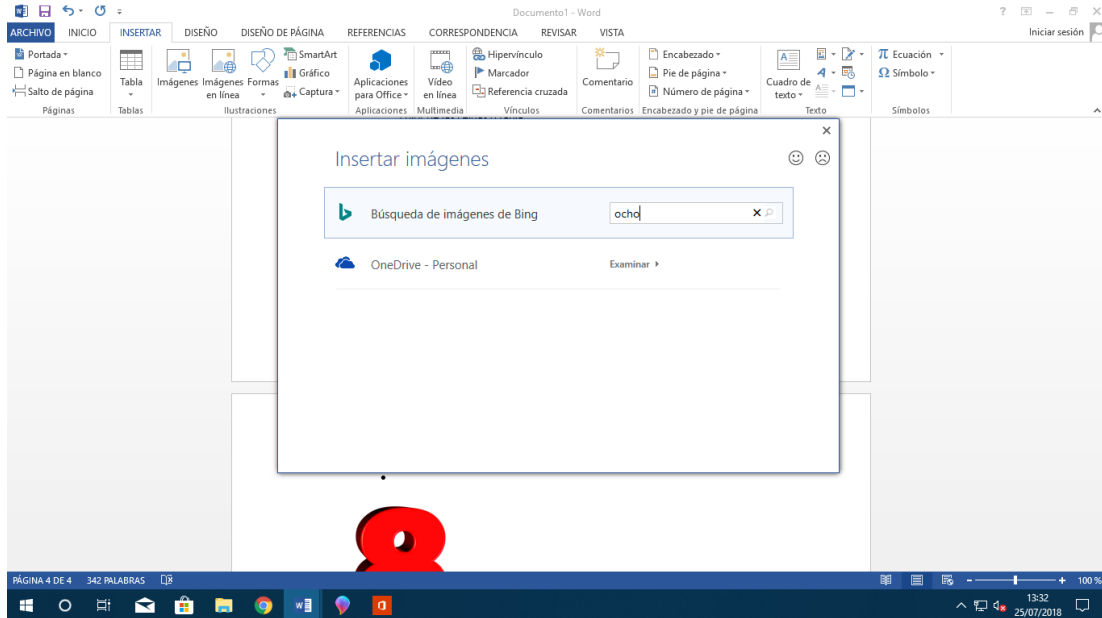 Documento1 - Word
ARCHIVO INICIO INSERTAR DISEÑO DISEÑO DE PÁGINA REFERENCIAS CORRESPONDENCIA REVISAR VISTA Iniciar sesión
Portada
Página en blanco
Salto de página
Páginas
Tabla
Tablas
Imágenes
Imágenes en línea
Formas
SmartArt
Gráfico
Captura
Ilustraciones
Aplicaciones para Office
Aplicaciones
Vídeo en línea
Multimedia
Hipervínculo
Marcador
Referencia cruzada
Vínculos
Comentario
Comentarios
Encabezado
Pie de página
Número de página
Encabezado y pie de página
Cuadro de texto
Texto
π Ecuación
Ω Símbolo
Símbolos
Insertar imágenes
Búsqueda de imágenes de Bing
ocho
OneDrive - Personal
Examinar
8
PÁGINA 4 DE 4 342 PALABRAS 100 %
13:32
25/07/2018